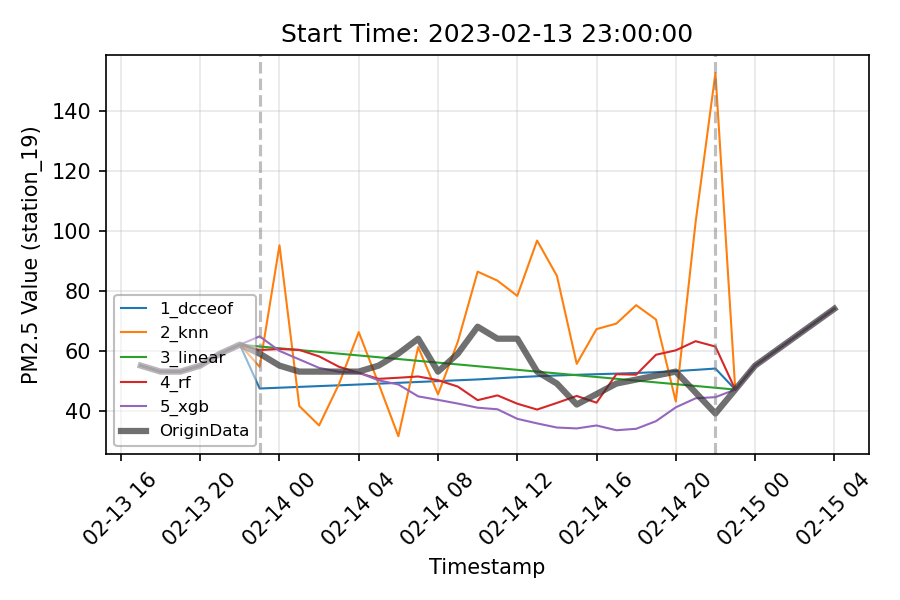 Start Time: 2023-02-13 23:00:00
PM2.5 Value (station_19)
140
120
100
80
60
40
1_dcceof
2_knn
3_linear
4_rf
5_xgb
OriginData
02-13 16
02-13 20
02-14 00
02-14 04
02-14 08
02-14 12
02-14 16
02-14 20
02-15 00
02-15 04
Timestamp